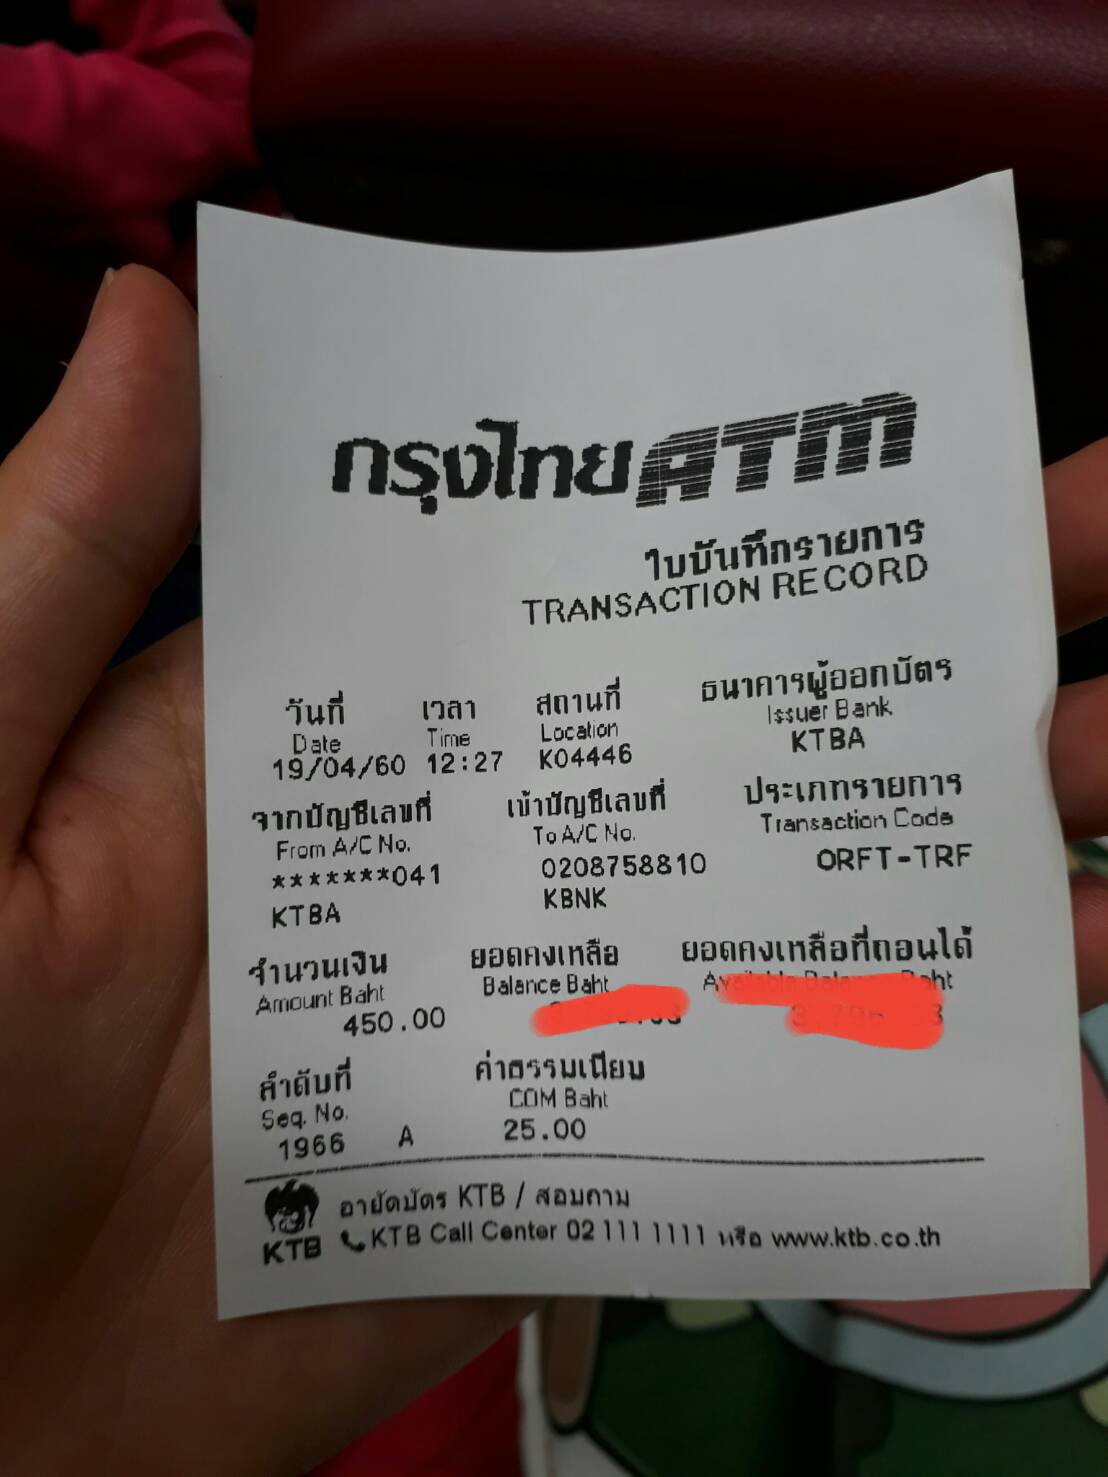 กรุงไทย ATM
ใบบันทึกรายการ
TRANSACTION RECORD
วันที่ เวลา สถานที่ ธนาคารผู้ออกบัตร
Date Time Location Issuer Bank
19/04/60 12:27 K04446 KTBA
จากบัญชีเลขที่ เข้าบัญชีเลขที่ ประเภทรายการ
From A/C No. To A/C No. Transaction Code
*******041 0208758810 ORFT-TRF
KTBA KBNK
จำนวนเงิน ยอดคงเหลือ ยอดคงเหลือที่ถอนได้
Amount Baht Balance Baht Available Balance Baht
450.00
ลำดับที่ ค่าธรรมเนียม
Seq. No. COM Baht
1966 A 25.00
อายัดบัตร KTB / สอบถาม
KTB KTB Call Center 02 111 1111 หรือ www.ktb.co.th